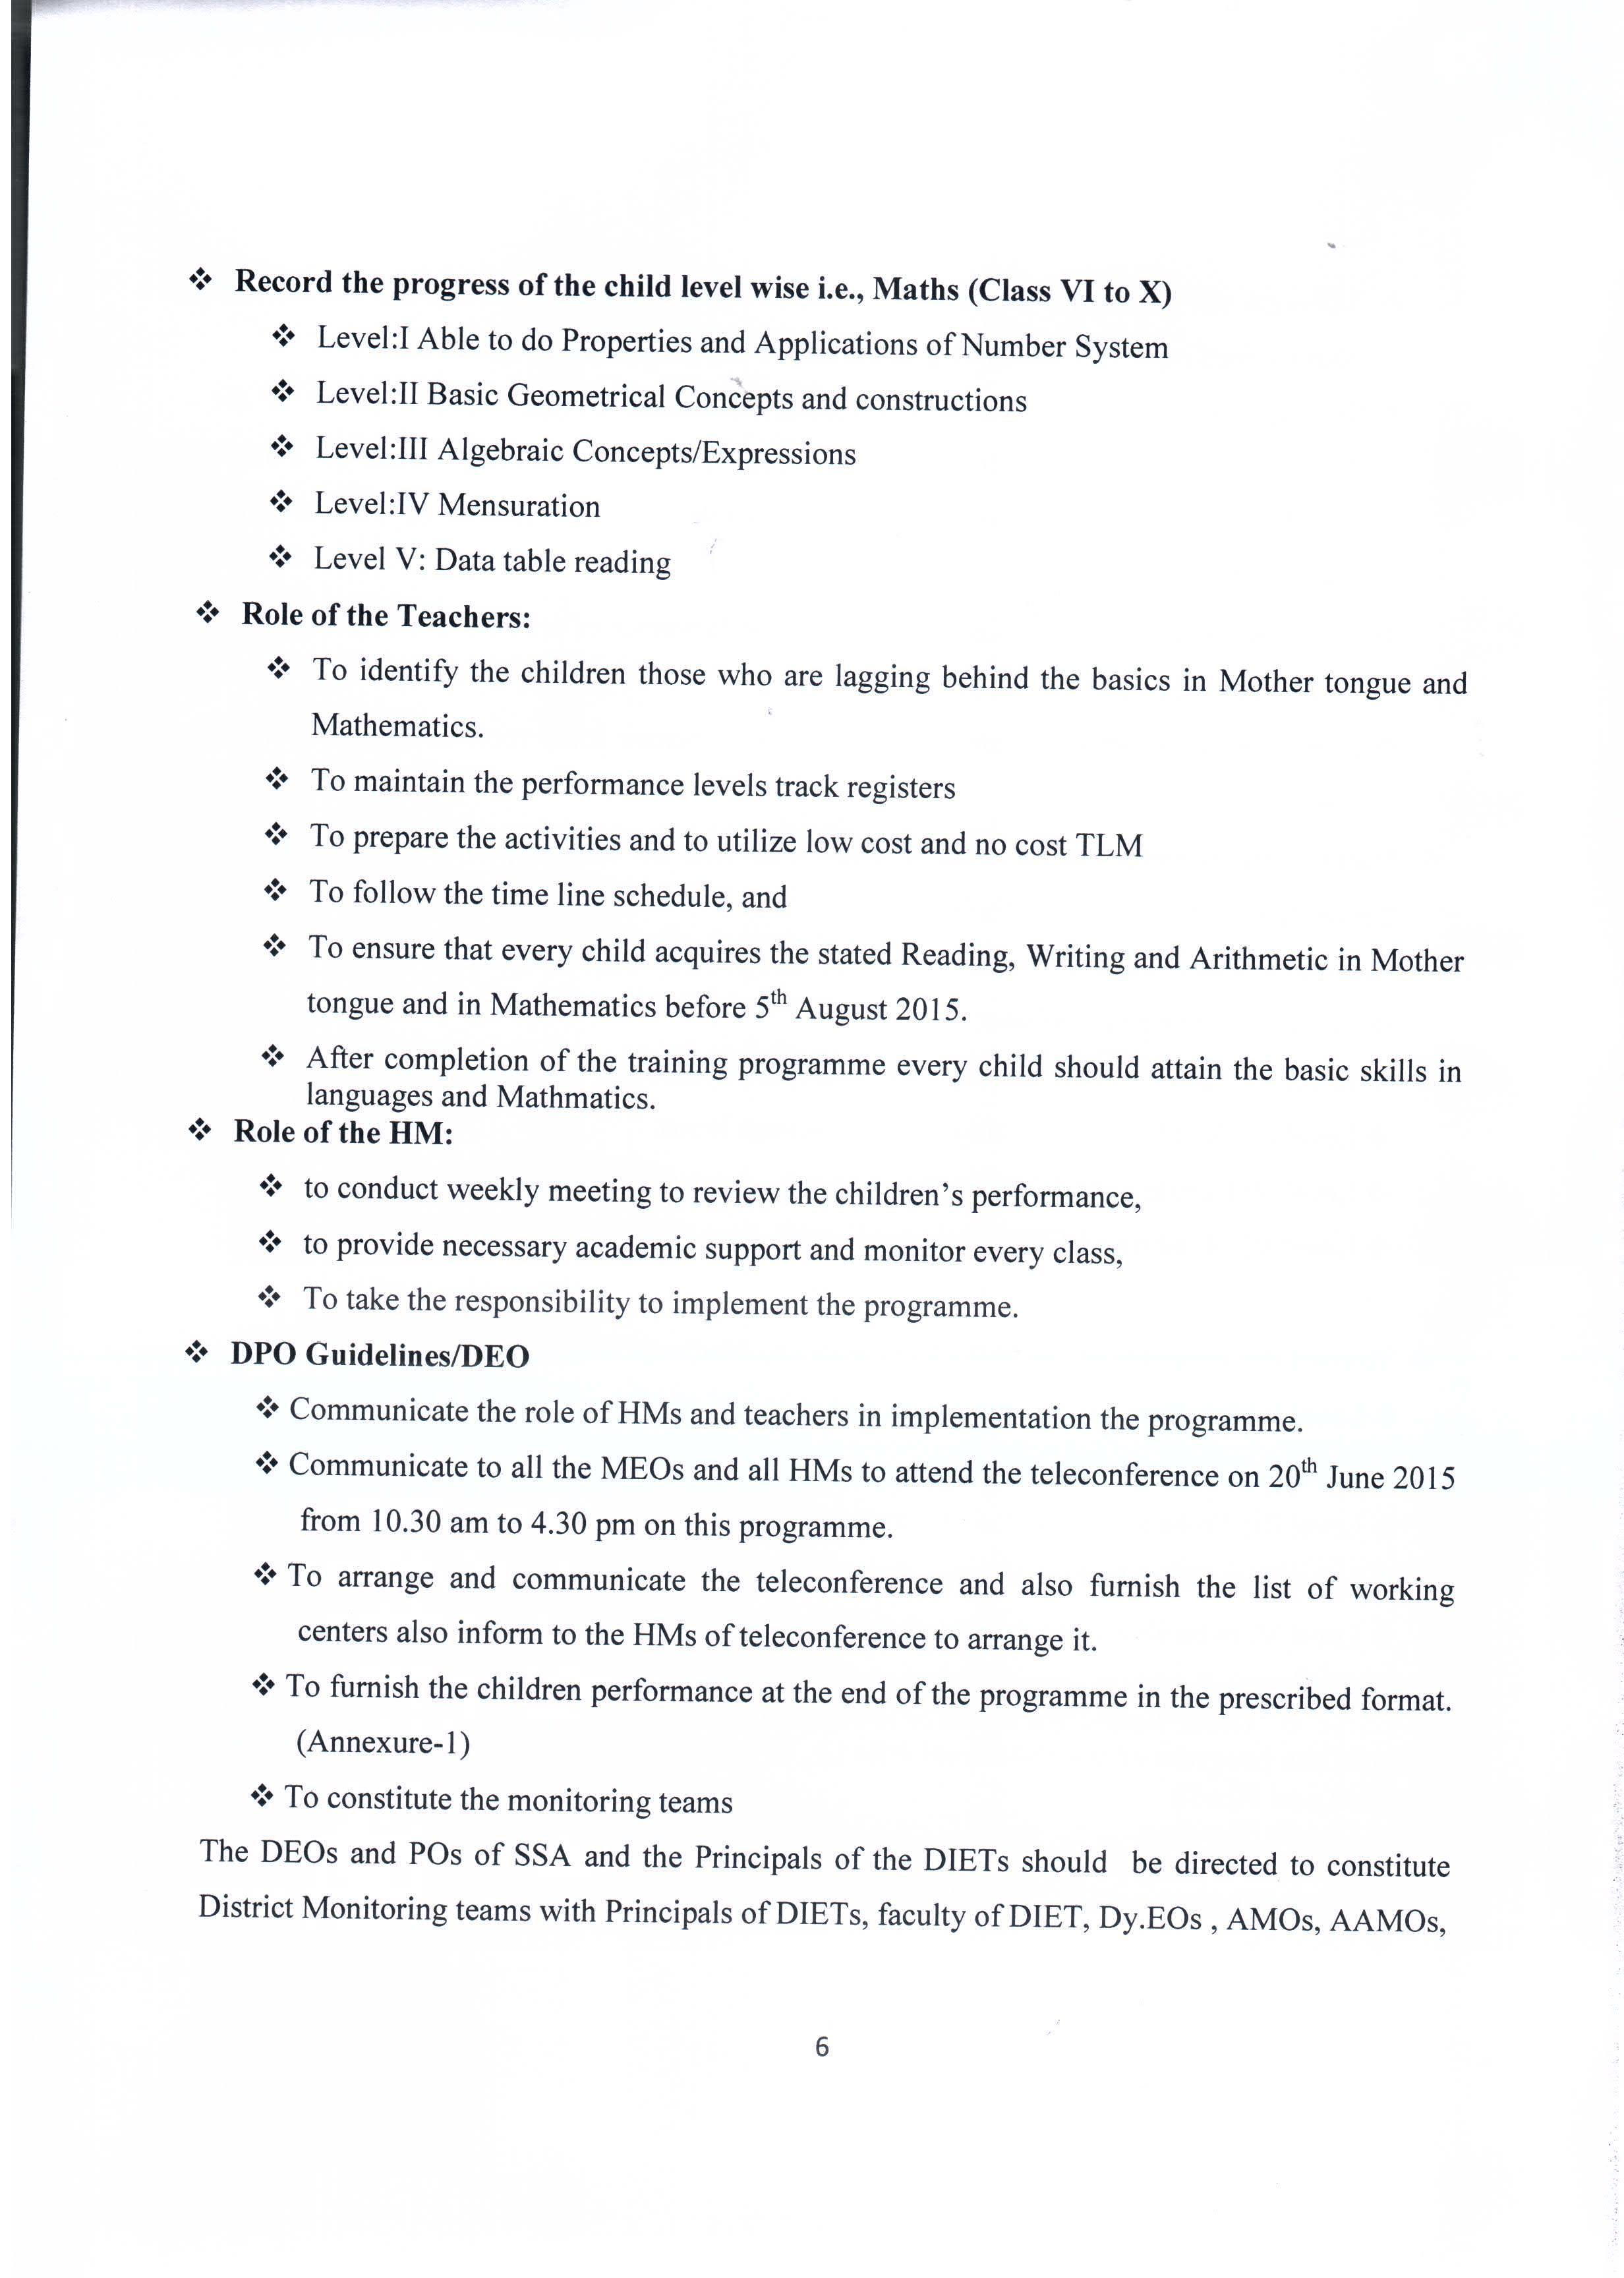 ❖ Record the progress of the child level wise i.e., Maths (Class VI to X)
❖ Level:I Able to do Properties and Applications of Number System
❖ Level:II Basic Geometrical Concepts and constructions
❖ Level:III Algebraic Concepts/Expressions
❖ Level:IV Mensuration
❖ Level V: Data table reading
❖ Role of the Teachers:
❖ To identify the children those who are lagging behind the basics in Mother tongue and
Mathematics.
❖ To maintain the performance levels track registers
❖ To prepare the activities and to utilize low cost and no cost TLM
❖ To follow the time line schedule, and
❖ To ensure that every child acquires the stated Reading, Writing and Arithmetic in Mother
tongue and in Mathematics before 5th August 2015.
❖ After completion of the training programme every child should attain the basic skills in
languages and Mathmatics.
❖ Role of the HM:
❖ to conduct weekly meeting to review the children's performance,
❖ to provide necessary academic support and monitor every class,
❖ To take the responsibility to implement the programme.
❖ DPO Guidelines/DEO
❖ Communicate the role of HMs and teachers in implementation the programme.
❖ Communicate to all the MEOs and all HMs to attend the teleconference on 20th June 2015
from 10.30 am to 4.30 pm on this programme.
❖ To arrange and communicate the teleconference and also furnish the list of working
centers also inform to the HMs of teleconference to arrange it.
❖ To furnish the children performance at the end of the programme in the prescribed format.
(Annexure-1)
❖ To constitute the monitoring teams
The DEOs and POs of SSA and the Principals of the DIETs should be directed to constitute
District Monitoring teams with Principals of DIETs, faculty of DIET, Dy.EOs , AMOs, AAMOs,
6